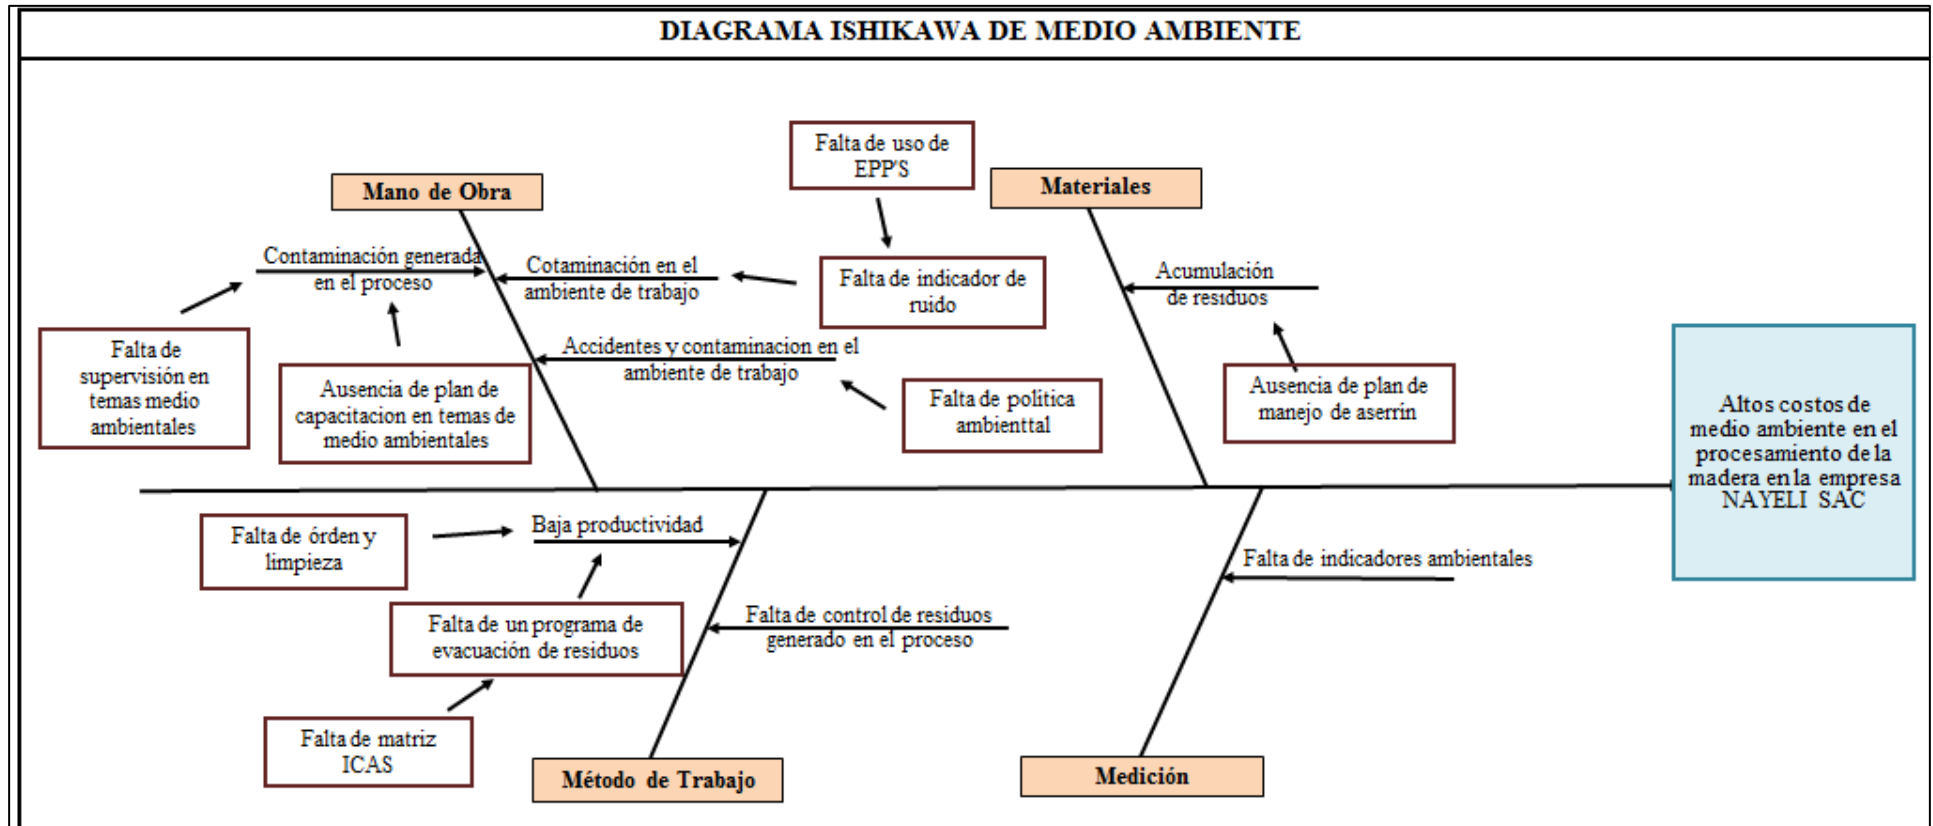 DIAGRAMA ISHIKAWA DE MEDIO AMBIENTE
Falta de uso de
EPP'S
Mano de Obra
Materiales
Contaminación generada
en el proceso
Cotaminación en el
ambiente de trabajo
Falta de indicador de
ruido
Acumulación
de residuos
Falta de
supervisión en
temas medio
ambientales
Ausencia de plan de
capacitacion en temas de
medio ambientales
Accidentes y contaminacion en el
ambiente de trabajo
Falta de politica
ambienttal
Ausencia de plan de
manejo de aserrin
Altos costos de
medio ambiente en el
procesamiento de la
madera en la empresa
NAYELI SAC
Falta de órden y
limpieza
Baja productividad
Falta de indicadores ambientales
Falta de un programa de
evacuación de residuos
Falta de control de residuos
generado en el proceso
Falta de matriz
ICAS
Método de Trabajo
Medición